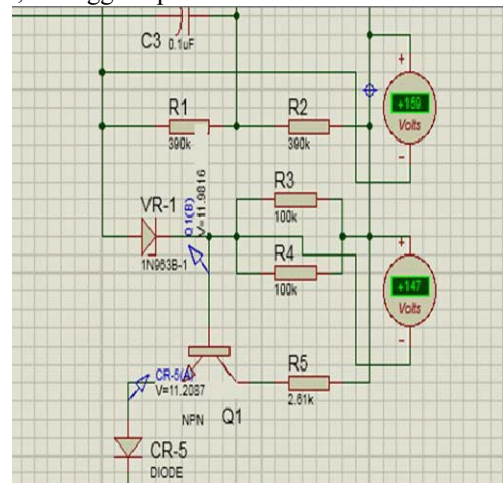 C3
0.1uF
+159
Volts
R1
390k
R2
390k
R3
100k
VR-1
1N963B-1
Q1(B)
V=11.9816
R4
100k
+147
Volts
CR-5(A)
V=11.2087
R5
2.61k
NPN
Q1
CR-5
DIODE